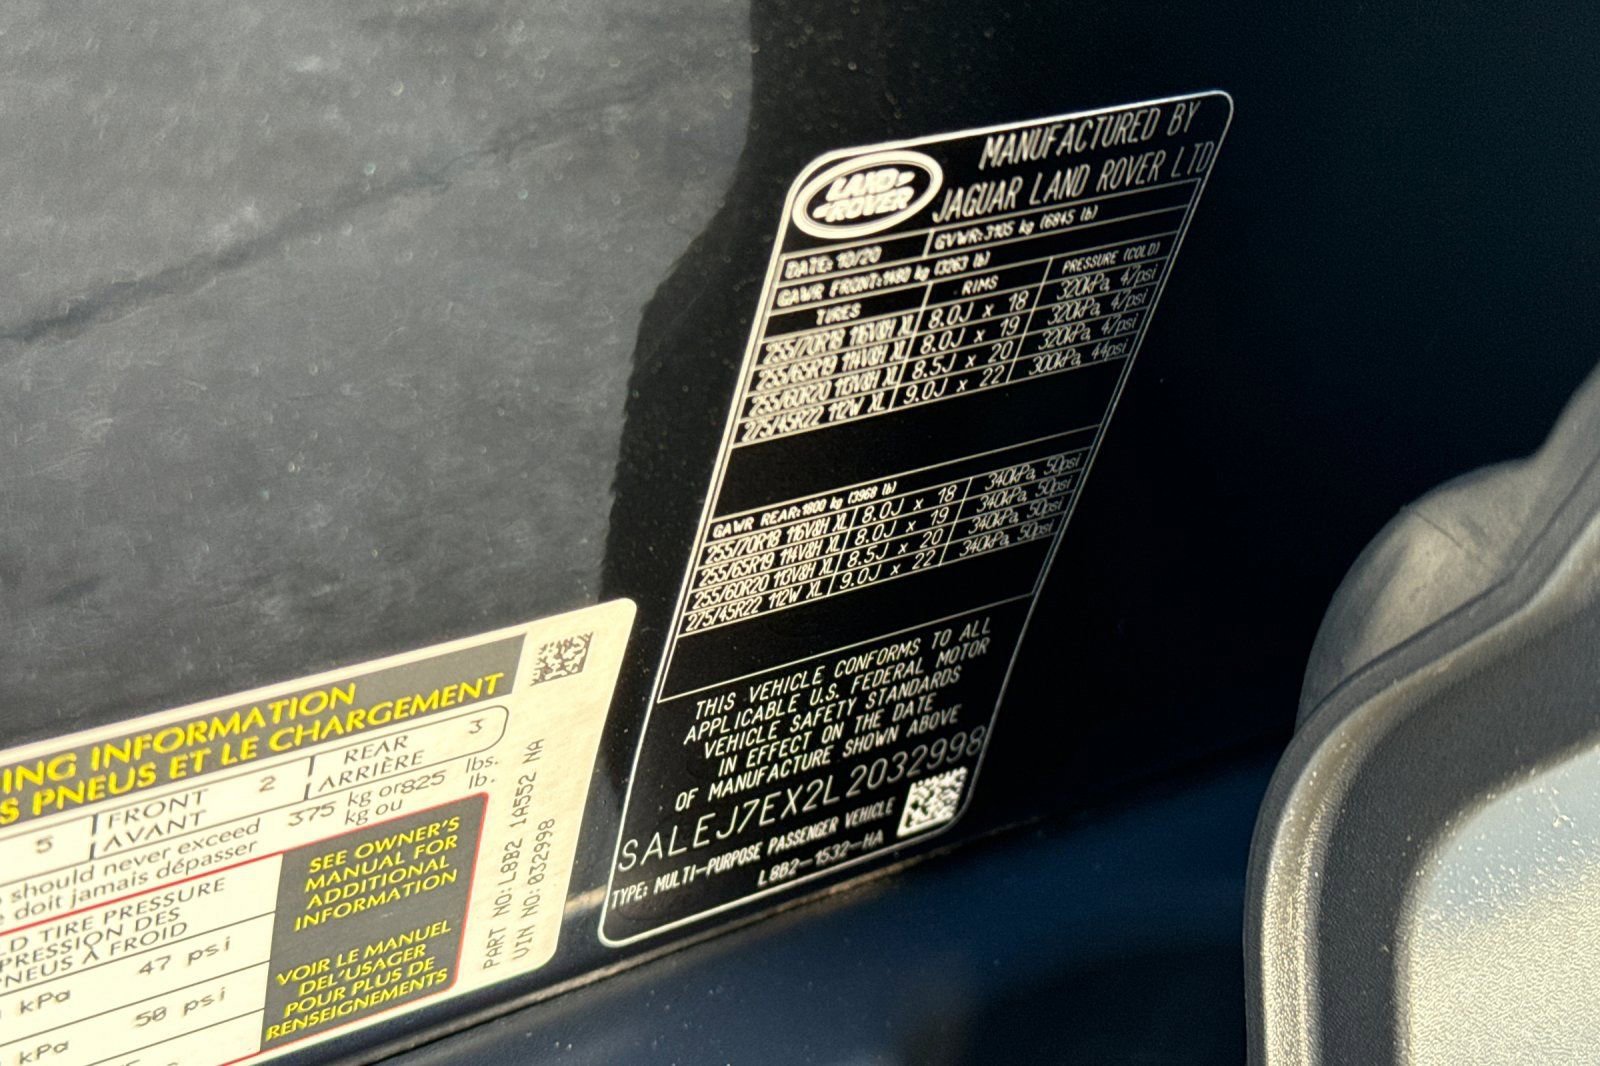 LAND ROVER
MANUFACTURED BY
JAGUAR LAND ROVER LTD
DATE: 10/20 GVWR:3105 kg (6845 lb)
GAWR FRONT:1480 kg (3263 lb)
TIRES RIMS PRESSURE (COLD)
255/70R18 116V8H XL 8.0J x 18 320kPa, 47psi
255/65R19 114V8H XL 8.0J x 19 320kPa, 47psi
255/60R20 113V8H XL 8.5J x 20 320kPa, 47psi
275/45R22 112W XL 9.0J x 22 300kPa, 44psi
GAWR REAR:1800 kg (3968 lb)
255/70R18 116V8H XL 8.0J x 18 340kPa, 50psi
255/65R19 114V8H XL 8.0J x 19 340kPa, 50psi
255/60R20 113V8H XL 8.5J x 20 340kPa, 50psi
275/45R22 112W XL 9.0J x 22 340kPa, 50psi
THIS VEHICLE CONFORMS TO ALL
APPLICABLE U.S. FEDERAL MOTOR
VEHICLE SAFETY STANDARDS
IN EFFECT ON THE DATE
OF MANUFACTURE SHOWN ABOVE
SALEJ7EX2L2032998
TYPE: MULTI-PURPOSE PASSENGER VEHICLE
L8B2-1532-HA
ING INFORMATION
S PNEUS ET LE CHARGEMENT
5 FRONT 2 REAR 3
AVANT ARRIÈRE
should never exceed 375 kg or 825 lbs.
doit jamais dépasser kg ou lb.
LD TIRE PRESSURE
PRESSION DES
PNEUS À FROID
kPa 47 psi
kPa 50 psi
SEE OWNER'S
MANUAL FOR
ADDITIONAL
INFORMATION
VOIR LE MANUEL
DEL'USAGER
POUR PLUS DE
RENSEIGNEMENTS
PART NO:L8B2 1A552 NA
VIN NO:032998